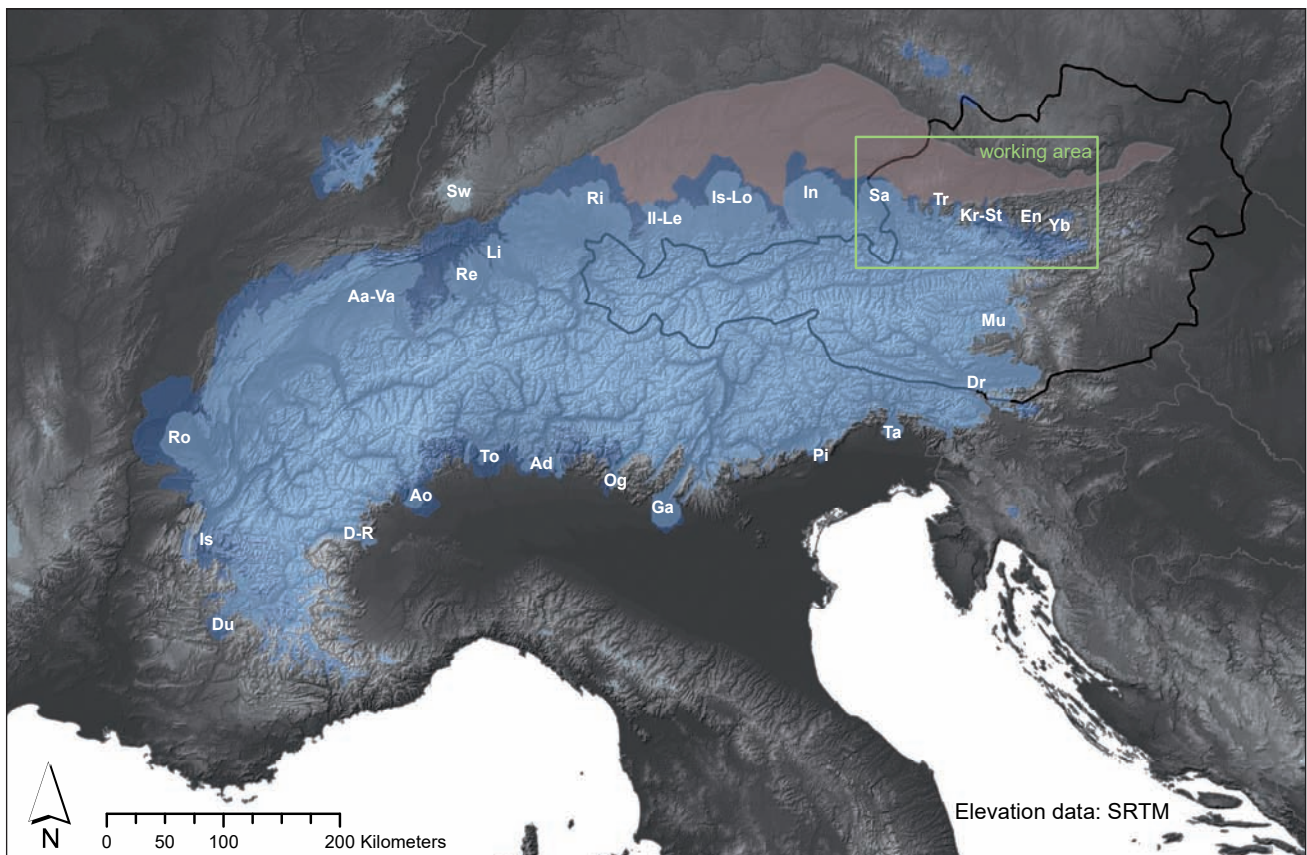 working area
Sw
Ri
Il-Le
Is-Lo
In
Sa
Tr
Kr-St
En
Yb
Li
Re
Aa-Va
Mu
Dr
Ro
Ta
To
Ad
Pi
Og
Ao
Ga
D-R
Is
Du
N
0 50 100 200 Kilometers
Elevation data: SRTM